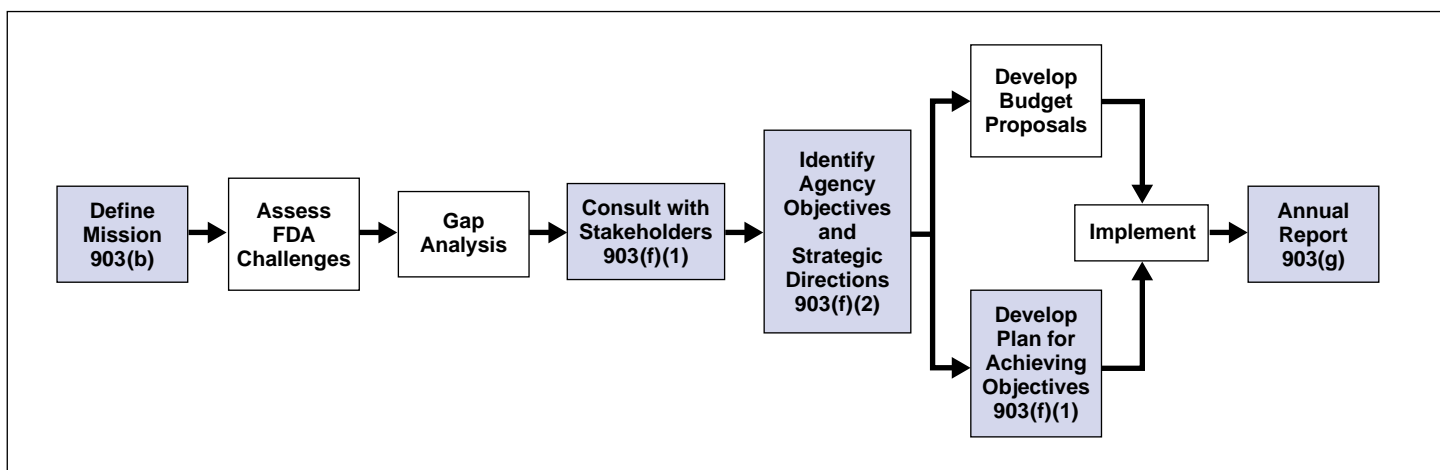 Define
Mission
903(b)
Assess
FDA
Challenges
Gap
Analysis
Consult with
Stakeholders
903(f)(1)
Identify
Agency
Objectives
and
Strategic
Directions
903(f)(2)
Develop
Budget
Proposals
Develop
Plan for
Achieving
Objectives
903(f)(1)
Implement
Annual
Report
903(g)